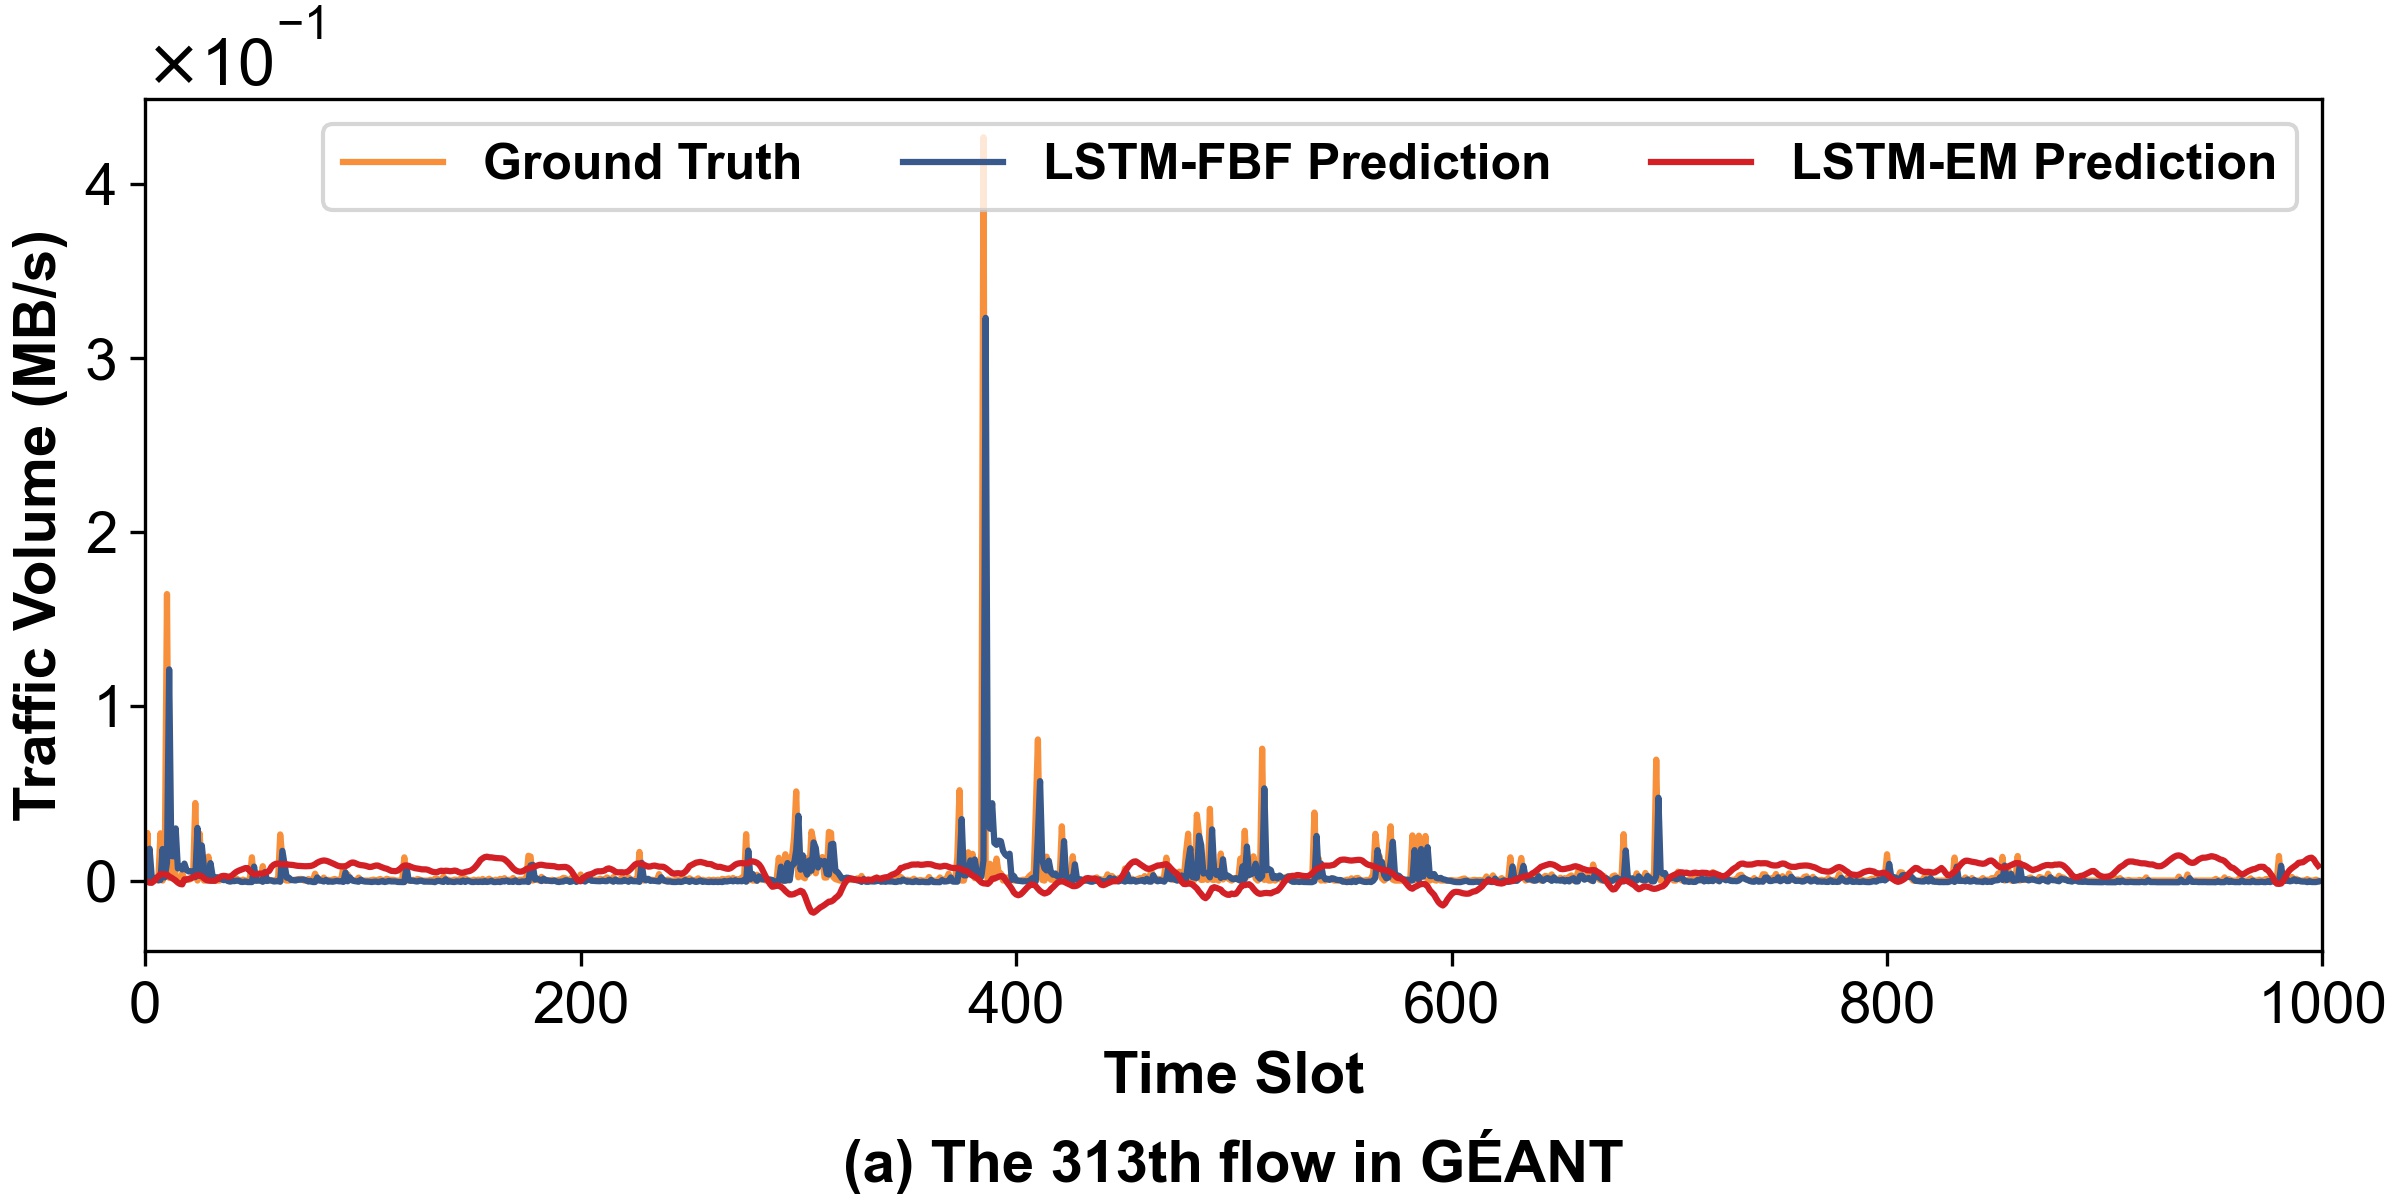 ×10⁻¹
Ground Truth LSTM-FBF Prediction LSTM-EM Prediction
4
3
2
1
0
Traffic Volume (MB/s)
0 200 400 600 800 1000
Time Slot
(a) The 313th flow in GÉANT